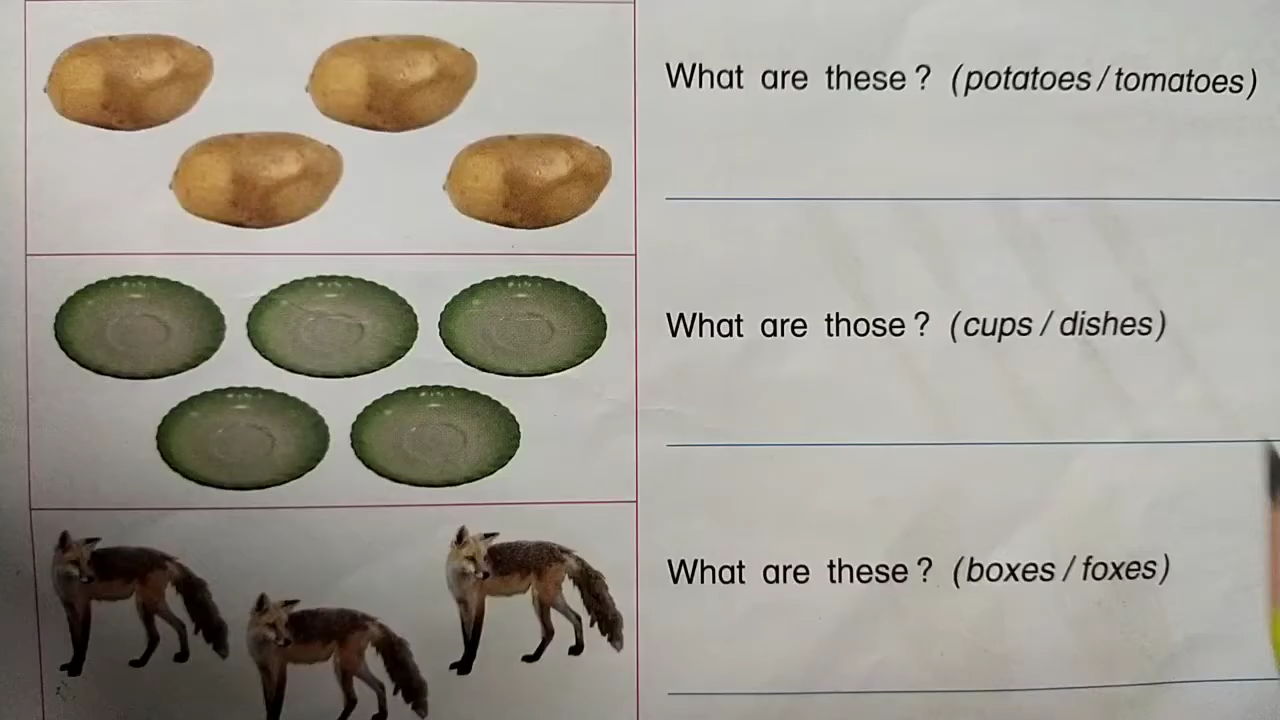 What are these? (potatoes/tomatoes)
What are those? (cups/dishes)
What are these? (boxes/foxes)